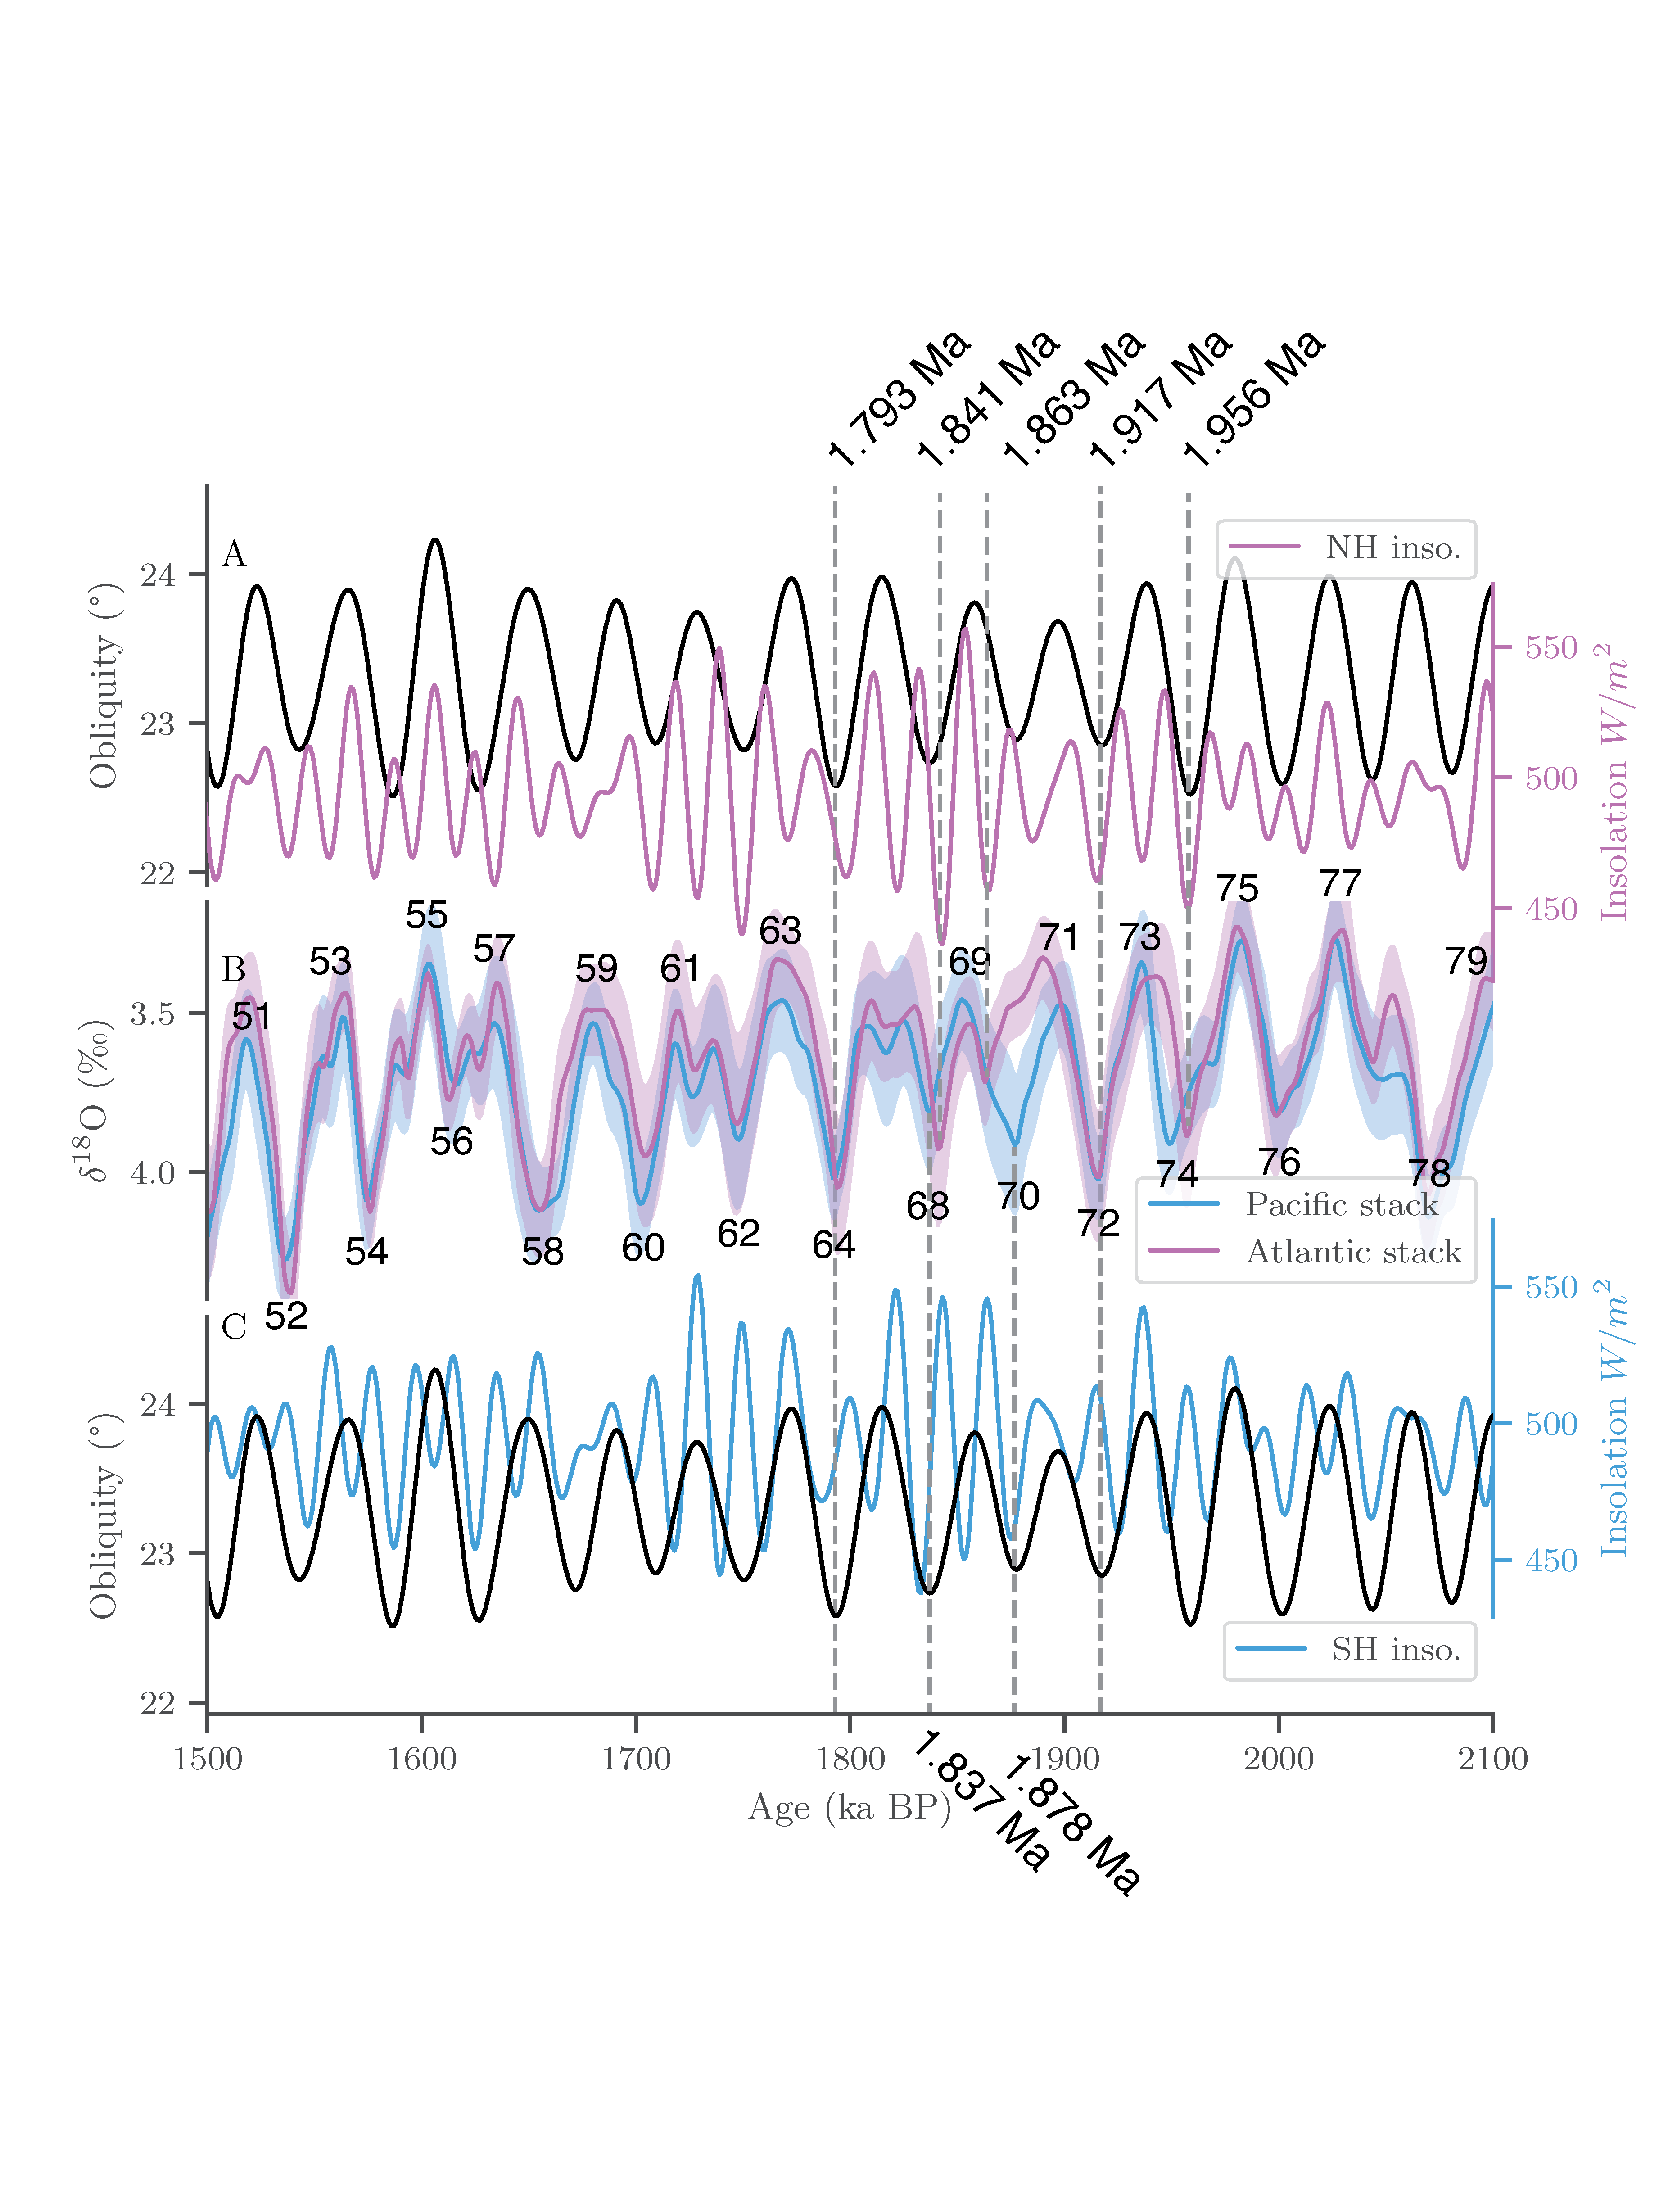 1.793 Ma
1.841 Ma
1.863 Ma
1.917 Ma
1.956 Ma
A
NH inso.
Obliquity (°)
24
23
22
550
500
450
Insolation W/m²
B
δ¹⁸O (‰)
3.5
4.0
51
52
53
54
55
56
57
58
59
60
61
62
63
64
68
69
70
71
72
73
74
75
76
77
78
79
Pacific stack
Atlantic stack
C
Obliquity (°)
24
23
22
550
500
450
Insolation W/m²
SH inso.
1500 1600 1700 1800 1900 2000 2100
Age (ka BP)
1.837 Ma
1.878 Ma